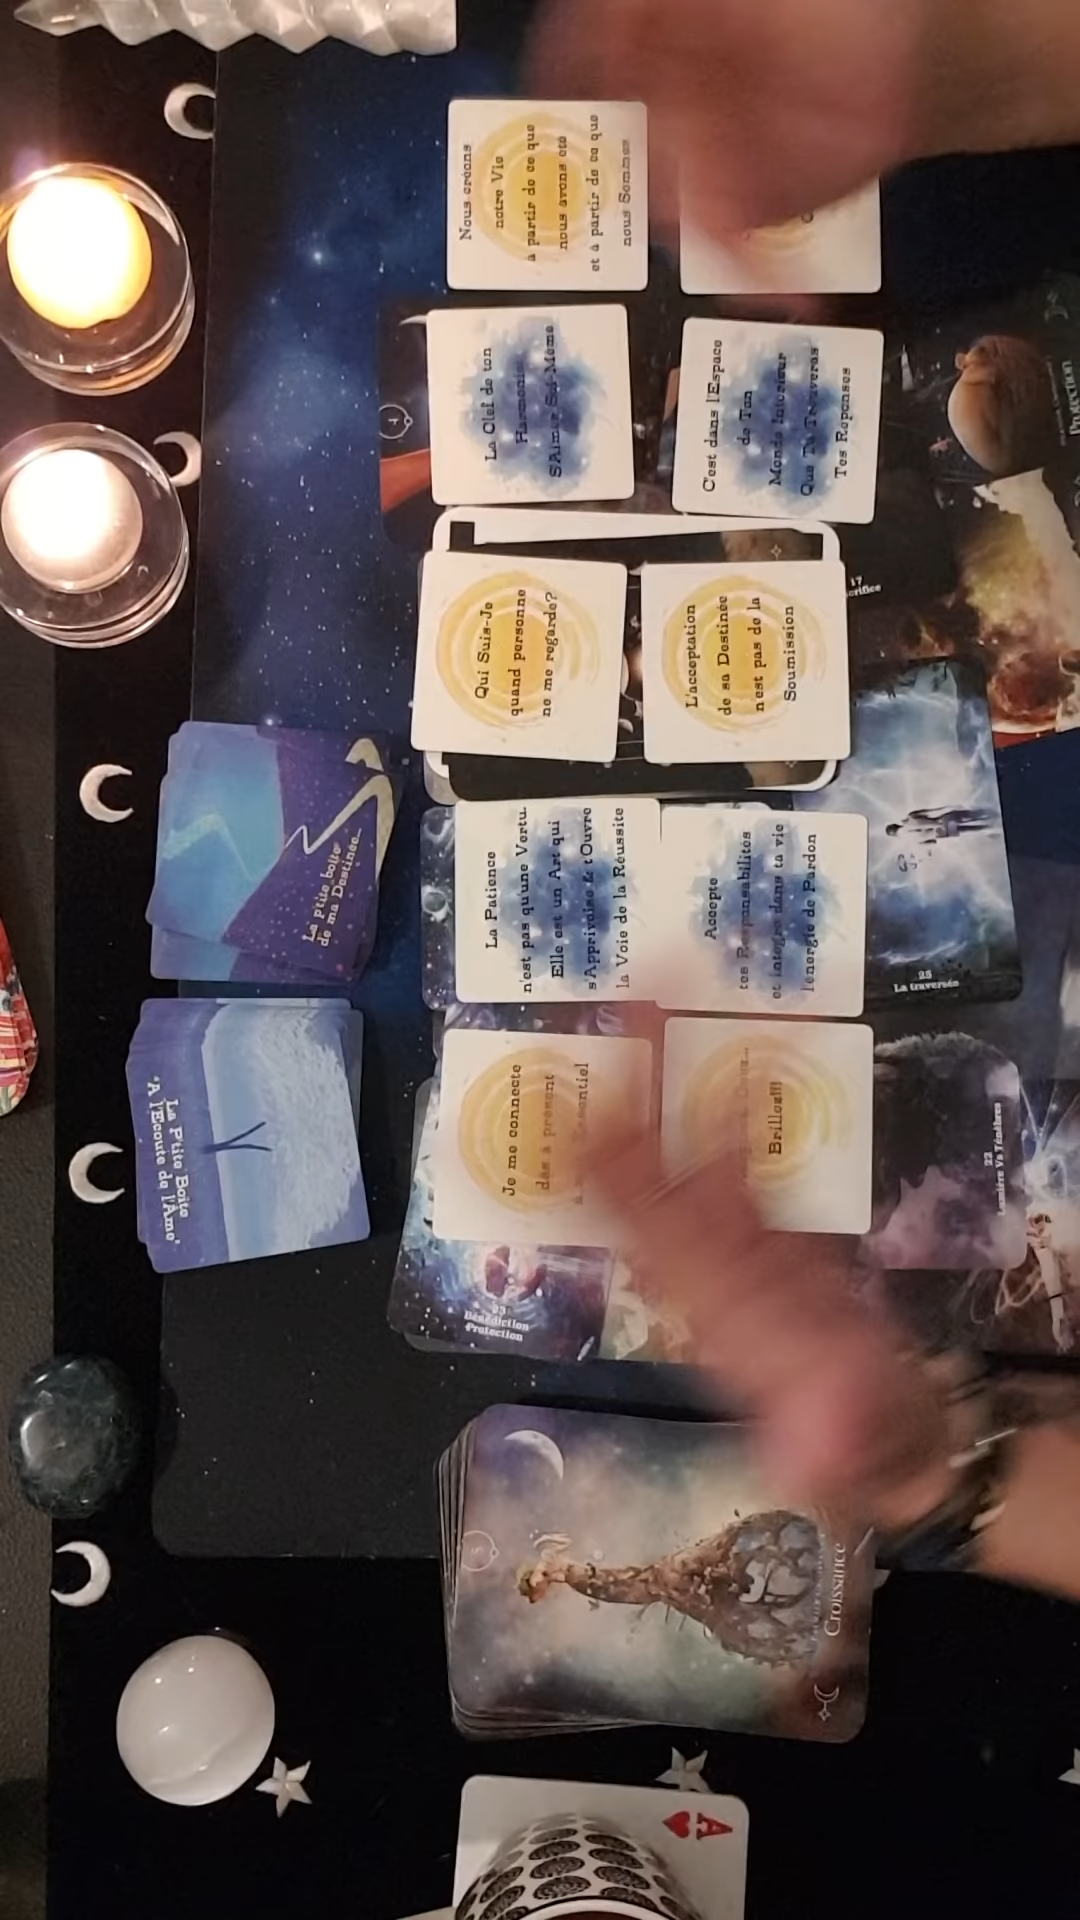 Nous créons
notre Vie
à partir de ce que
nous avons été
et à partir de ce que
nous Sommes
La Clef de ton
Harmonie
S'Aimer Soi-Même
C'est dans l'Espace
de Ton
Monde Intérieur
Que Tu Trouveras
Tes Réponses
Protection
Qui Suis-Je
quand personne
ne me regarde?
L'acceptation
de sa Destinée
n'est pas de la
Soumission
17
La Patience
n'est pas qu'une Vertu.
Elle est un Art qui
s'Apprivoise & t'Ouvre
la Voie de la Réussite
Accepte
tes Responsabilités
et intègre dans ta vie
l'énergie de Pardon
25
La traversée
La p'tite boîte
de ma Destinée...
La P'tite Boîte
"A l'Ecoute de l'Âme"
Je me connecte
dès à présent
Brillez!!!
22
Lumière Vs Ténèbres
23
Bénédiction
Protection
5
Croissance
A